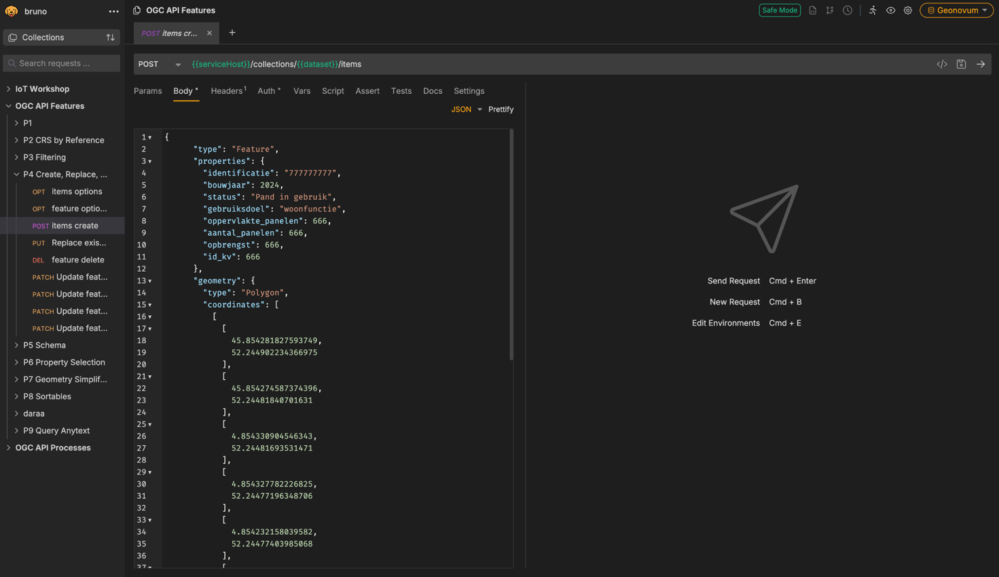 bruno
OGC API Features
Safe Mode
Geonovum
Collections
POST items cr...
Search requests ...
POST
{{serviceHost}}/collections/{{dataset}}/items
IoT Workshop
OGC API Features
P1
P2 CRS by Reference
P3 Filtering
P4 Create, Replace, ...
OPT items options
OPT feature optio...
POST items create
PUT Replace exis...
DEL feature delete
PATCH Update feat...
PATCH Update feat...
PATCH Update feat...
PATCH Update feat...
P5 Schema
P6 Property Selection
P7 Geometry Simplif...
P8 Sortables
daraa
P9 Query Anytext
OGC API Processes
Params Body * Headers 1 Auth * Vars Script Assert Tests Docs Settings
JSON Prettify
1 {
2 "type": "Feature",
3 "properties": {
4 "identificatie": "777777777",
5 "bouwjaar": 2024,
6 "status": "Pand in gebruik",
7 "gebruiksdoel": "woonfunctie",
8 "oppervlakte_panelen": 666,
9 "aantal_panelen": 666,
10 "opbrengst": 666,
11 "id_kv": 666
12 },
13 "geometry": {
14 "type": "Polygon",
15 "coordinates": [
16 [
17 [
18 45.854281827593749,
19 52.244902234366975
20 ],
21 [
22 45.854274587374396,
23 52.24481840701631
24 ],
25 [
26 4.854330904546343,
27 52.24481693531471
28 ],
29 [
30 4.854327782226825,
31 52.24477196348706
32 ],
33 [
34 4.854232158039582,
35 52.24477403985068
36 ],
37 [
Send Request Cmd + Enter
New Request Cmd + B
Edit Environments Cmd + E